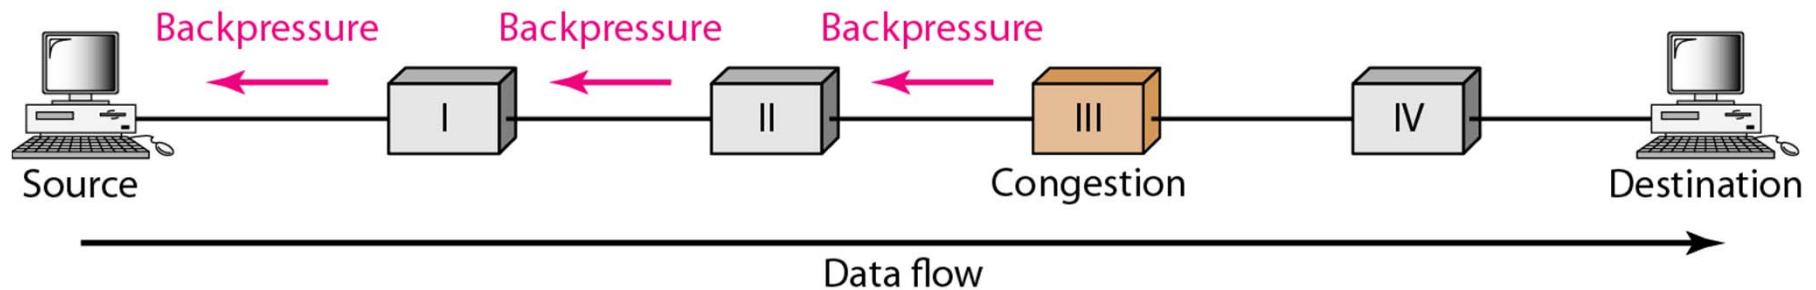 Backpressure Backpressure Backpressure
I II III IV
Source Congestion Destination
Data flow